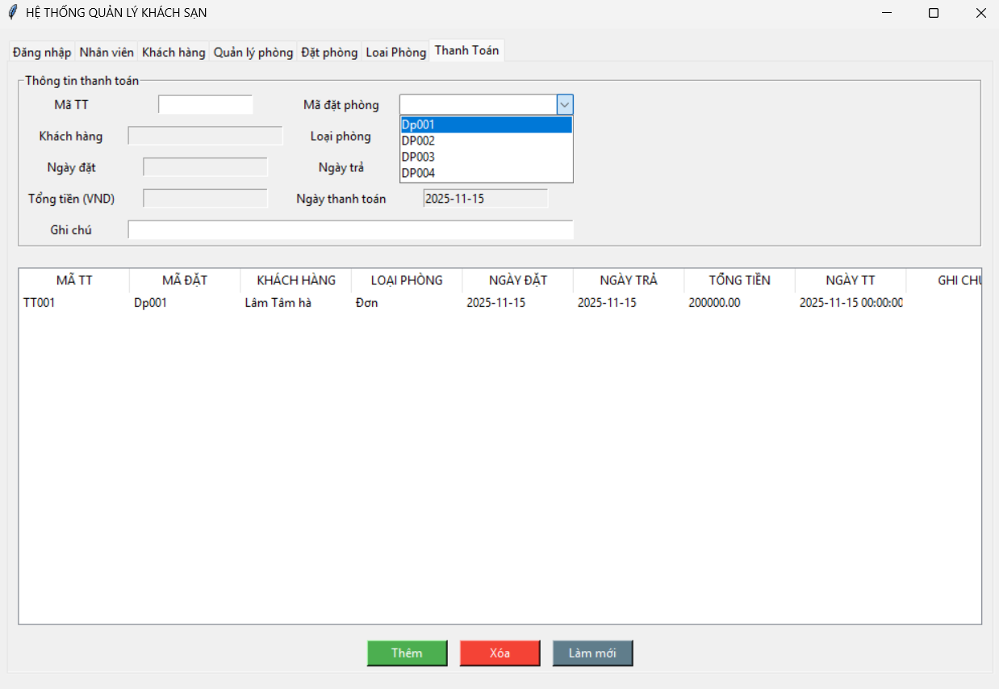 HỆ THỐNG QUẢN LÝ KHÁCH SẠN
Đăng nhập Nhân viên Khách hàng Quản lý phòng Đặt phòng Loai Phòng Thanh Toán
Thông tin thanh toán
Mã TT Mã đặt phòng
Dp001
Khách hàng Loại phòng DP002
DP003
Ngày đặt Ngày trả DP004
Tổng tiền (VND) Ngày thanh toán 2025-11-15
Ghi chú
MÃ TT MÃ ĐẶT KHÁCH HÀNG LOẠI PHÒNG NGÀY ĐẶT NGÀY TRẢ TỔNG TIỀN NGÀY TT GHI CHÚ
TT001 Dp001 Lâm Tâm hà Đơn 2025-11-15 2025-11-15 200000.00 2025-11-15 00:00:00
Thêm Xóa Làm mới